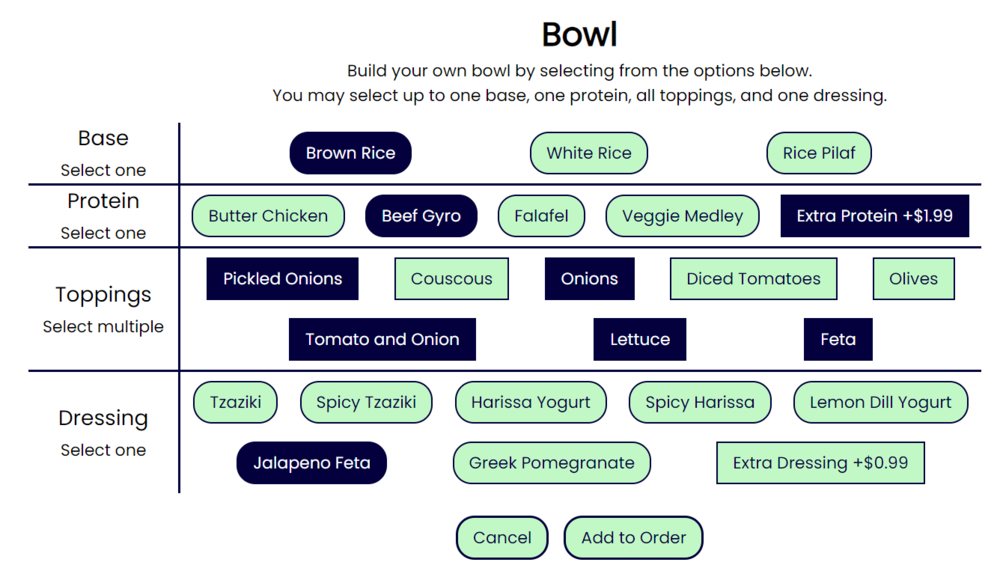 Bowl
Build your own bowl by selecting from the options below.
You may select up to one base, one protein, all toppings, and one dressing.
Base
Select one
Brown Rice White Rice Rice Pilaf
Protein
Select one
Butter Chicken Beef Gyro Falafel Veggie Medley Extra Protein +$1.99
Toppings
Select multiple
Pickled Onions Couscous Onions Diced Tomatoes Olives
Tomato and Onion Lettuce Feta
Dressing
Select one
Tzaziki Spicy Tzaziki Harissa Yogurt Spicy Harissa Lemon Dill Yogurt
Jalapeno Feta Greek Pomegranate Extra Dressing +$0.99
Cancel Add to Order